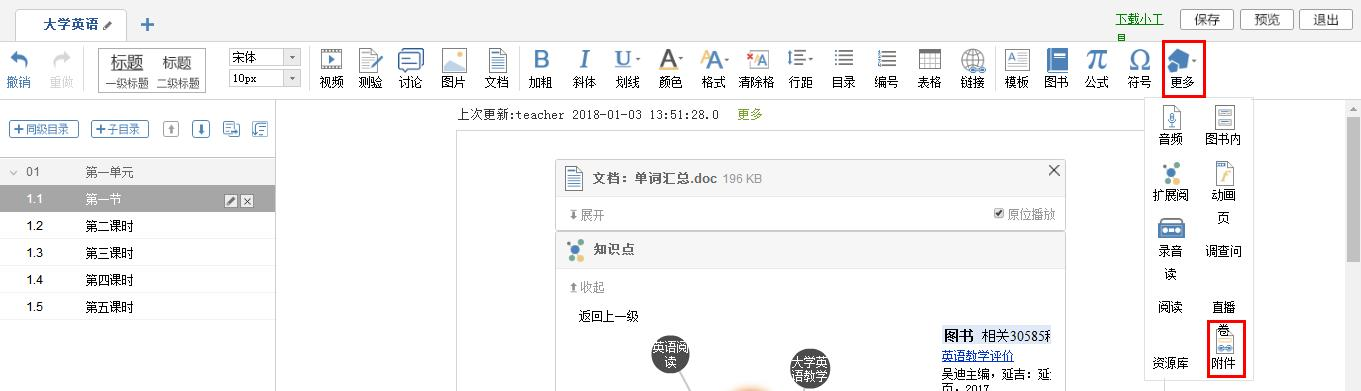 大学英语
下载小工具
保存 预览 退出
撤销 重做
标题 标题
一级标题 二级标题
宋体
10px
视频 测验 讨论 图片 文档 加粗 斜体 划线 颜色 格式 清除格 行距 目录 编号 表格 链接 模板 图书 公式 符号 更多
同级目录 子目录
上次更新:teacher 2018-01-03 13:51:28.0 更多
01 第一单元
1.1 第一节
1.2 第二课时
1.3 第三课时
1.4 第四课时
1.5 第五课时
文档：单词汇总.doc 196 KB
展开 原位播放
知识点
收起
返回上一级
英语阅读
大学英语教学
图书 相关30585种
英语教学评价
吴迪主编，延吉：延
页，2017
音频 图书内
扩展阅 动画
页
录音 调查问
读
阅读 直播
卷
资源库 附件